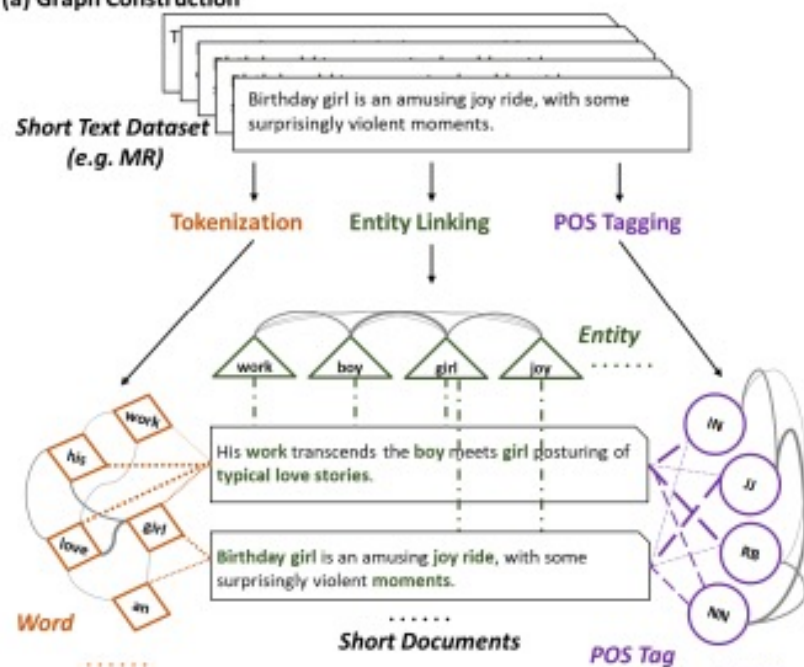 (a) Graph Construction
T
Birthday girl is an amusing joy ride, with some
surprisingly violent moments.
Short Text Dataset
(e.g. MR)
Tokenization
Entity Linking
POS Tagging
Entity
......
work
boy
girl
joy
work
his
love
girl
an
His work transcends the boy meets girl posturing of
typical love stories.
Birthday girl is an amusing joy ride, with some
surprisingly violent moments.
IN
JJ
RB
NN
Word
......
......
Short Documents
POS Tag